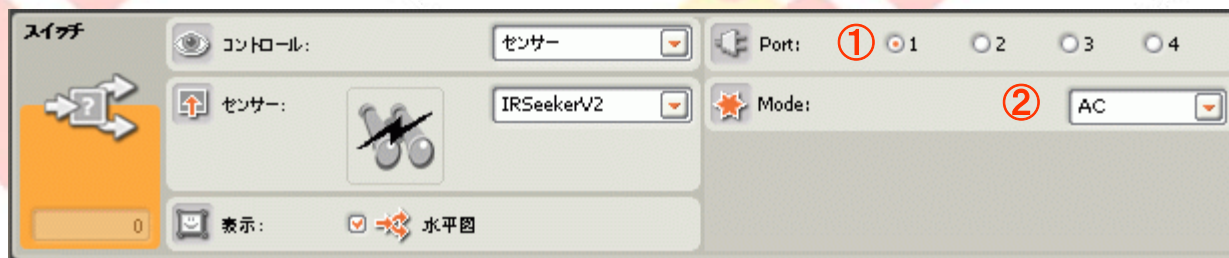 スイッチ
コントロール: センサー
センサー: IRSeekerV2
表示: 水平図
0
Port: ① 1 2 3 4
Mode: ② AC